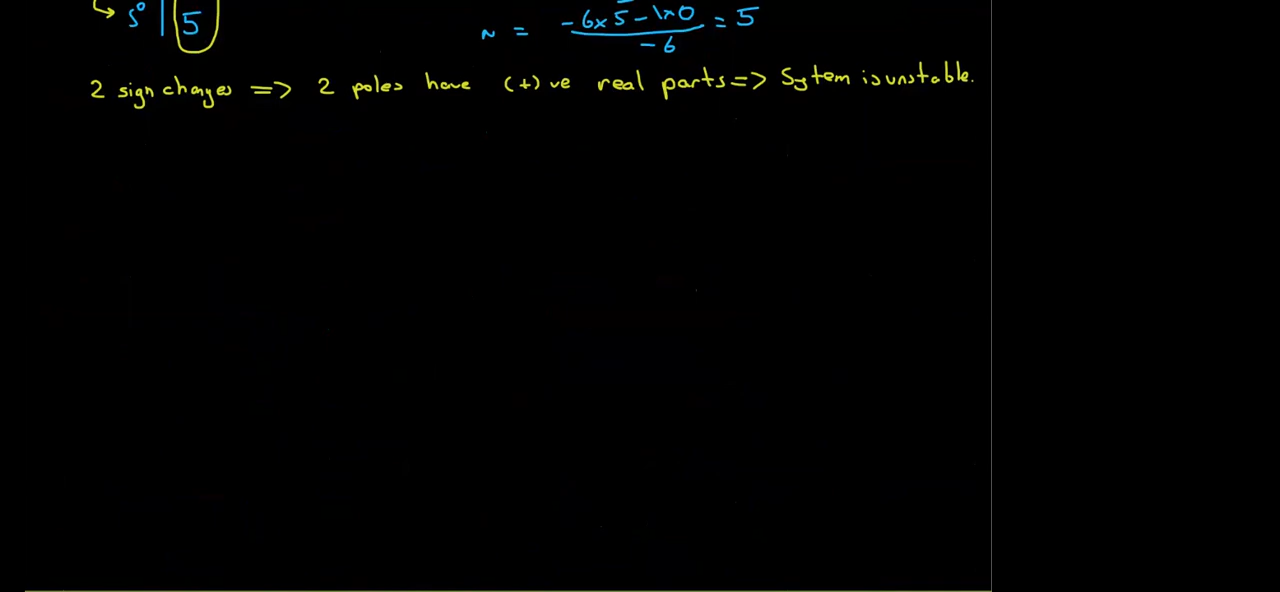 ↳ s⁰ | 5
~ = (-6×5 - 1×0) / -6 = 5
2 sign changes => 2 poles have (+)ve real parts => System is unstable.